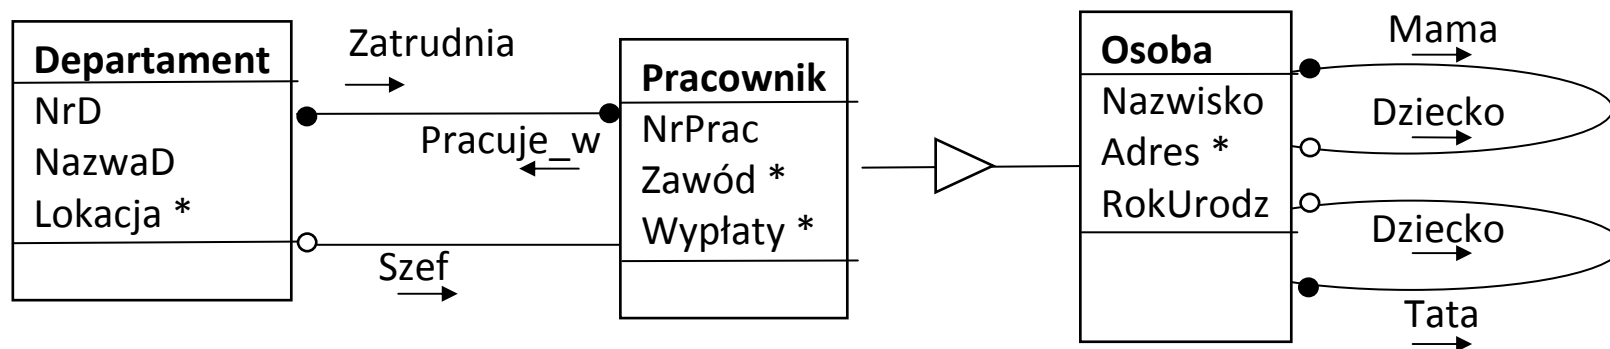 Departament
NrD
NazwaD
Lokacja *
Zatrudnia
Pracuje_w
Szef
Pracownik
NrPrac
Zawód *
Wypłaty *
Osoba
Nazwisko
Adres *
RokUrodz
Mama
Dziecko
Dziecko
Tata